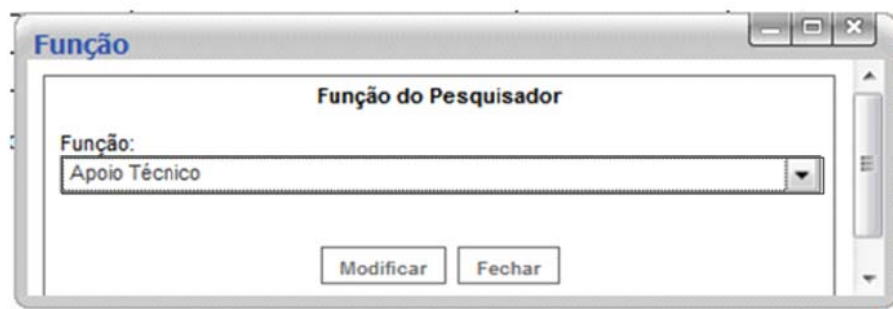 Função
Função do Pesquisador
Função:
Apoio Técnico
Modificar Fechar